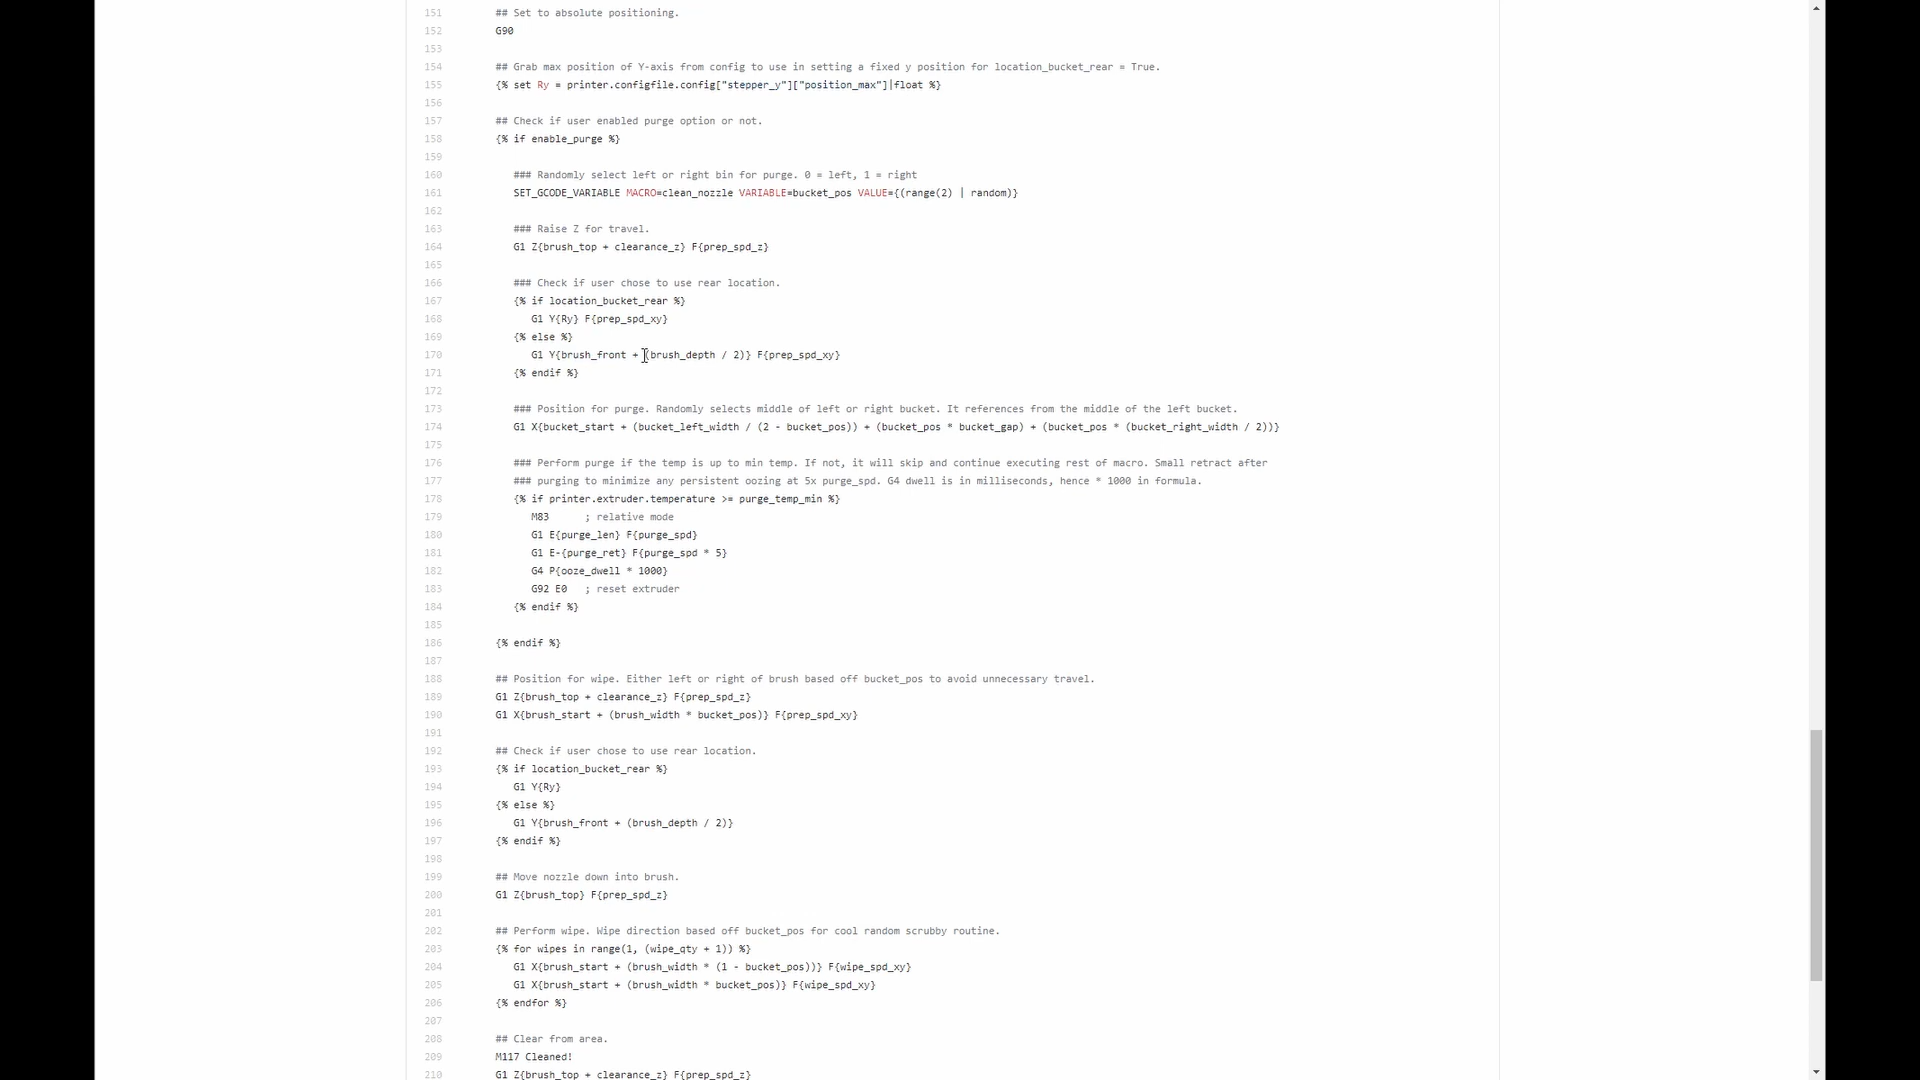 151 ## Set to absolute positioning.
152 G90
153
154 ## Grab max position of Y-axis from config to use in setting a fixed y position for location_bucket_rear = True.
155 {% set Ry = printer.configfile.config["stepper_y"]["position_max"]|float %}
156
157 ## Check if user enabled purge option or not.
158 {% if enable_purge %}
159
160 ### Randomly select left or right bin for purge. 0 = left, 1 = right
161 SET_GCODE_VARIABLE MACRO=clean_nozzle VARIABLE=bucket_pos VALUE={(range(2) | random)}
162
163 ### Raise Z for travel.
164 G1 Z{brush_top + clearance_z} F{prep_spd_z}
165
166 ### Check if user chose to use rear location.
167 {% if location_bucket_rear %}
168 G1 Y{Ry} F{prep_spd_xy}
169 {% else %}
170 G1 Y{brush_front + (brush_depth / 2)} F{prep_spd_xy}
171 {% endif %}
172
173 ### Position for purge. Randomly selects middle of left or right bucket. It references from the middle of the left bucket.
174 G1 X{bucket_start + (bucket_left_width / (2 - bucket_pos)) + (bucket_pos * bucket_gap) + (bucket_pos * (bucket_right_width / 2))}
175
176 ### Perform purge if the temp is up to min temp. If not, it will skip and continue executing rest of macro. Small retract after
177 ### purging to minimize any persistent oozing at 5x purge_spd. G4 dwell is in milliseconds, hence * 1000 in formula.
178 {% if printer.extruder.temperature >= purge_temp_min %}
179 M83 ; relative mode
180 G1 E{purge_len} F{purge_spd}
181 G1 E-{purge_ret} F{purge_spd * 5}
182 G4 P{ooze_dwell * 1000}
183 G92 E0 ; reset extruder
184 {% endif %}
185
186 {% endif %}
187
188 ## Position for wipe. Either left or right of brush based off bucket_pos to avoid unnecessary travel.
189 G1 Z{brush_top + clearance_z} F{prep_spd_z}
190 G1 X{brush_start + (brush_width * bucket_pos)} F{prep_spd_xy}
191
192 ## Check if user chose to use rear location.
193 {% if location_bucket_rear %}
194 G1 Y{Ry}
195 {% else %}
196 G1 Y{brush_front + (brush_depth / 2)}
197 {% endif %}
198
199 ## Move nozzle down into brush.
200 G1 Z{brush_top} F{prep_spd_z}
201
202 ## Perform wipe. Wipe direction based off bucket_pos for cool random scrubby routine.
203 {% for wipes in range(1, (wipe_qty + 1)) %}
204 G1 X{brush_start + (brush_width * (1 - bucket_pos))} F{wipe_spd_xy}
205 G1 X{brush_start + (brush_width * bucket_pos)} F{wipe_spd_xy}
206 {% endfor %}
207
208 ## Clear from area.
209 M117 Cleaned!
210 G1 Z{brush_top + clearance_z} F{prep_spd_z}